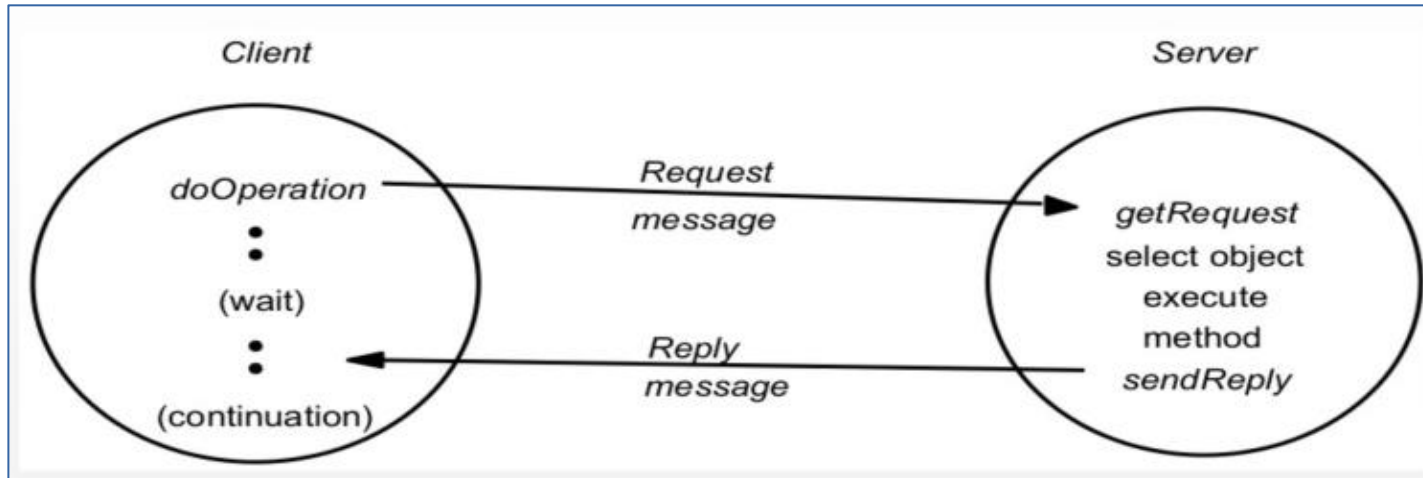 Client
Server
doOperation
(wait)
(continuation)
Request
message
Reply
message
getRequest
select object
execute
method
sendReply